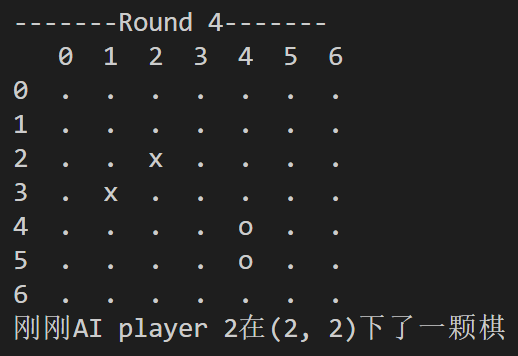 -------Round 4-------
   0  1  2  3  4  5  6
0  .  .  .  .  .  .  .
1  .  .  .  .  .  .  .
2  .  .  x  .  .  .  .
3  .  x  .  .  .  .  .
4  .  .  .  .  o  .  .
5  .  .  .  .  o  .  .
6  .  .  .  .  .  .  .
刚刚AI player 2在(2, 2)下了一颗棋